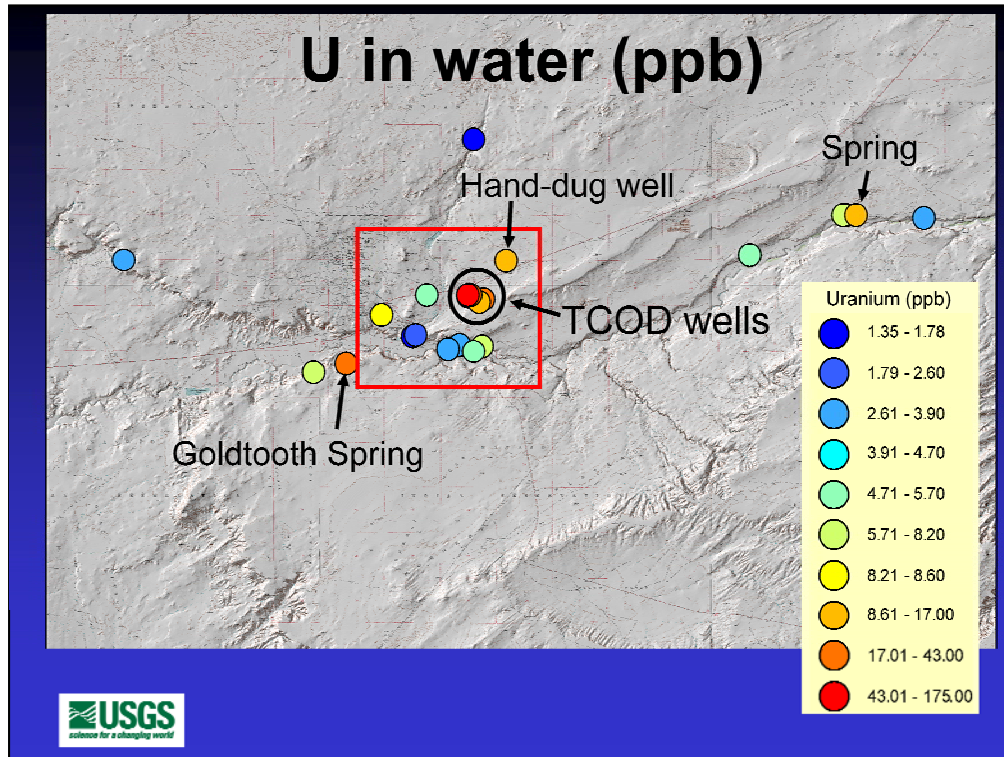 U in water (ppb)
Spring
Hand-dug well
TCOD wells
Goldtooth Spring
Uranium (ppb)
1.35 - 1.78
1.79 - 2.60
2.61 - 3.90
3.91 - 4.70
4.71 - 5.70
5.71 - 8.20
8.21 - 8.60
8.61 - 17.00
17.01 - 43.00
43.01 - 175.00
USGS
science for a changing world